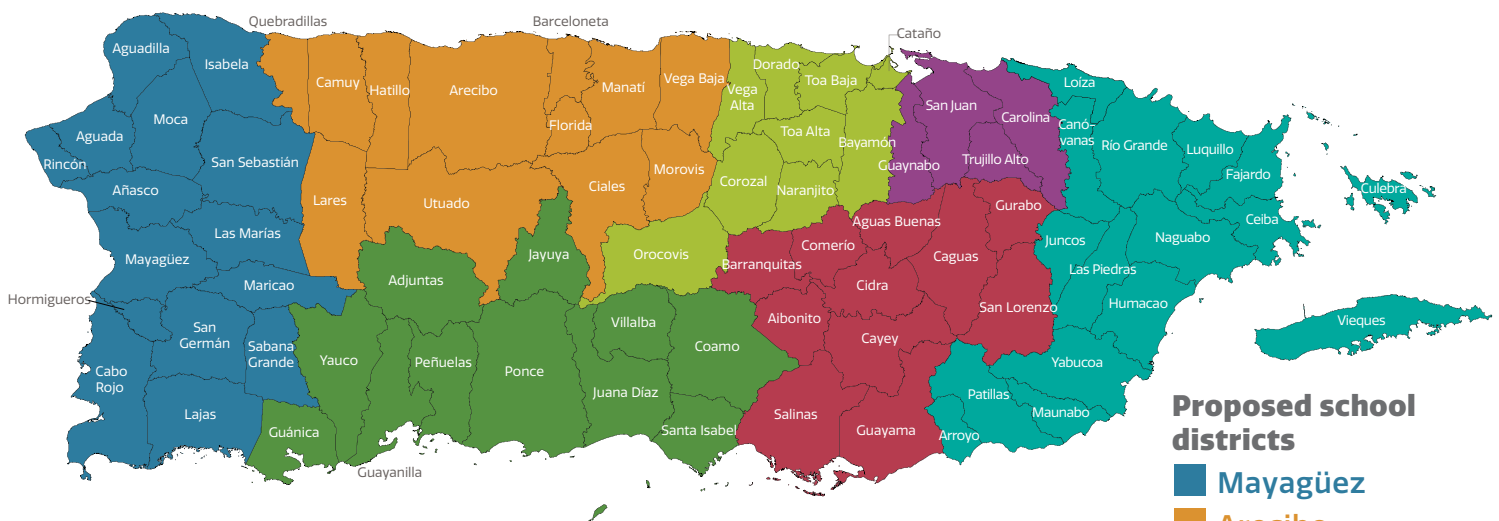 Quebradillas
Barceloneta
Cataño
Aguadilla
Isabela
Camuy
Hatillo
Arecibo
Manatí
Vega Baja
Dorado
Vega
Alta
Toa Baja
San Juan
Carolina
Loíza
Canó-
vanas
Río Grande
Luquillo
Fajardo
Culebra
Ceiba
Moca
Aguada
Rincón
San Sebastián
Añasco
Florida
Toa Alta
Bayamón
Guaynabo
Trujillo Alto
Lares
Utuado
Ciales
Morovis
Corozal
Naranjito
Las Marías
Mayagüez
Maricao
Hormigueros
Adjuntas
Jayuya
Orocovis
Barranquitas
Comerío
Aguas Buenas
Gurabo
Caguas
Cidra
Juncos
Las Piedras
Naguabo
Humacao
San Lorenzo
Vieques
San
Germán
Sabana
Grande
Cabo
Rojo
Lajas
Yauco
Peñuelas
Ponce
Villalba
Juana Díaz
Coamo
Aibonito
Cayey
Yabucoa
Patillas
Maunabo
Arroyo
Guánica
Guayanilla
Santa Isabel
Salinas
Guayama
Proposed school
districts
Mayagüez
Arecibo